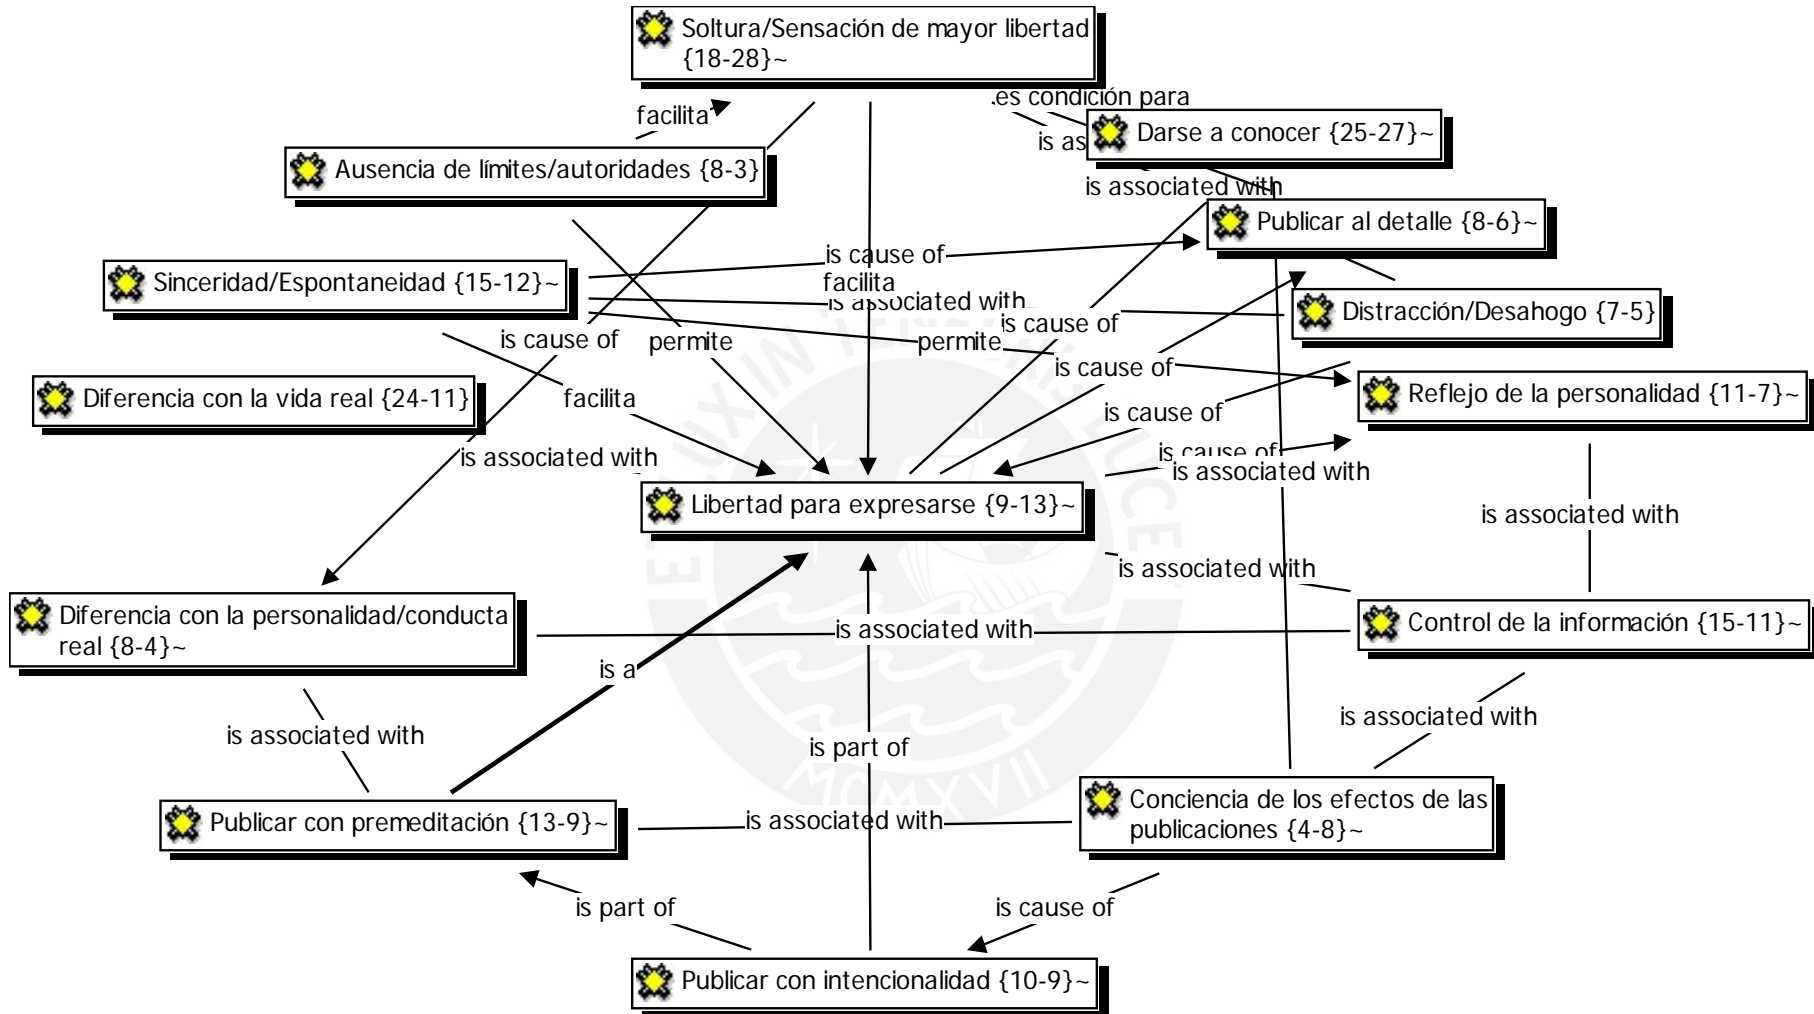 Soltura/Sensación de mayor libertad
{18-28}~
es condición para
facilita
Darse a conocer {25-27}~
is as
Ausencia de límites/autoridades {8-3}
is associated with
Publicar al detalle {8-6}~
is cause of
Sinceridad/Espontaneidad {15-12}~
facilita
is associated with
Distracción/Desahogo {7-5}
is cause of
is cause of
permite
permite
is cause of
Reflejo de la personalidad {11-7}~
Diferencia con la vida real {24-11}
facilita
is cause of
is cause of
is associated with
is associated with
Libertad para expresarse {9-13}~
is associated with
is associated with
Diferencia con la personalidad/conducta
real {8-4}~
is associated with
Control de la información {15-11}~
is a
is associated with
is associated with
is part of
Publicar con premeditación {13-9}~
is associated with
Conciencia de los efectos de las
publicaciones {4-8}~
is part of
is cause of
Publicar con intencionalidad {10-9}~
MCMXVII